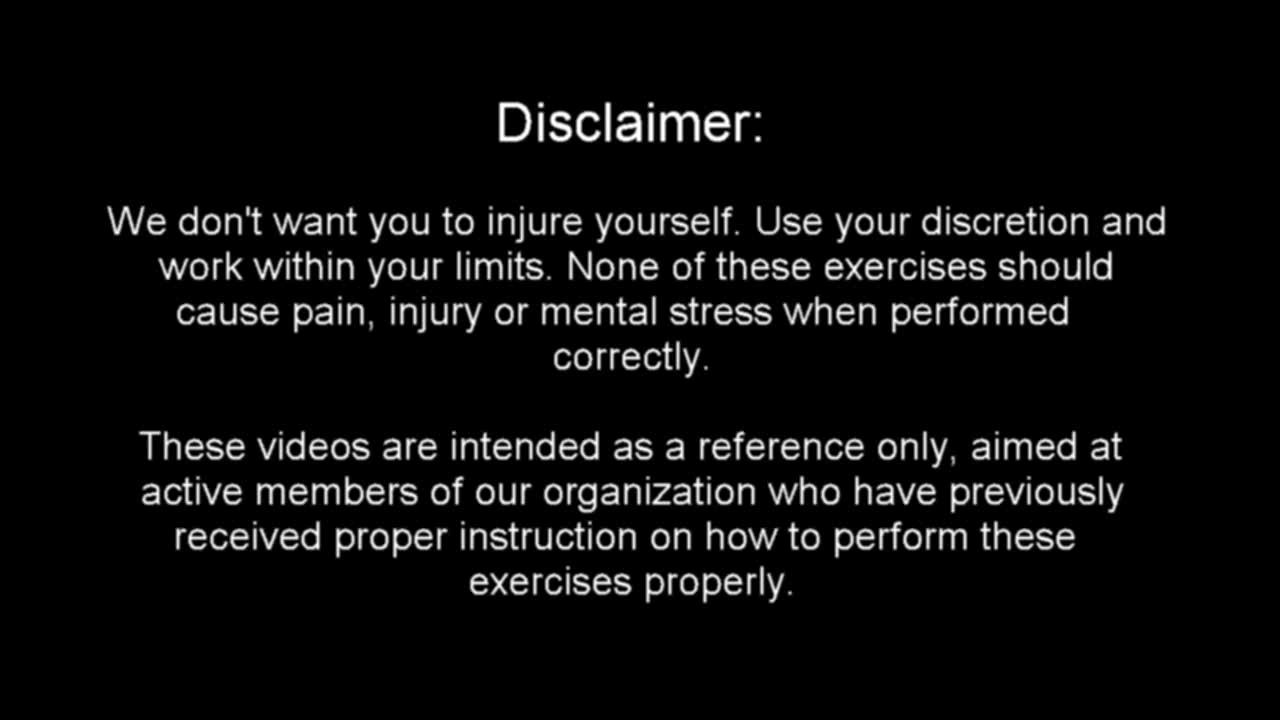 Disclaimer:
We don't want you to injure yourself. Use your discretion and
work within your limits. None of these exercises should
cause pain, injury or mental stress when performed
correctly.
These videos are intended as a reference only, aimed at
active members of our organization who have previously
received proper instruction on how to perform these
exercises properly.